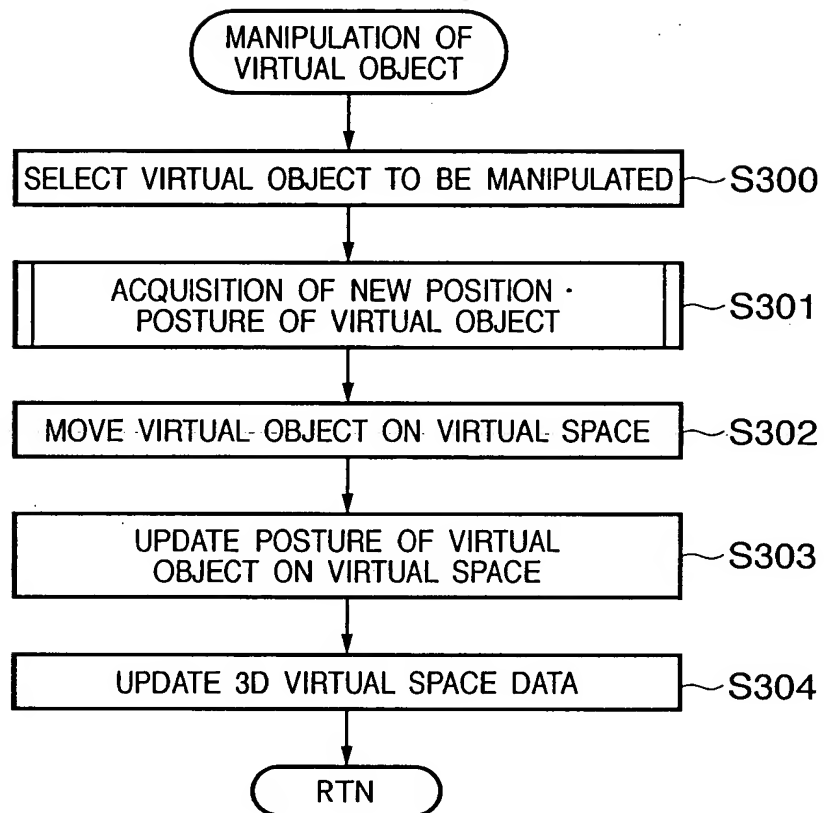 MANIPULATION OF
VIRTUAL OBJECT
SELECT VIRTUAL OBJECT TO BE MANIPULATED
S300
ACQUISITION OF NEW POSITION ·
POSTURE OF VIRTUAL OBJECT
S301
MOVE VIRTUAL OBJECT ON VIRTUAL SPACE
S302
UPDATE POSTURE OF VIRTUAL
OBJECT ON VIRTUAL SPACE
S303
UPDATE 3D VIRTUAL SPACE DATA
S304
RTN